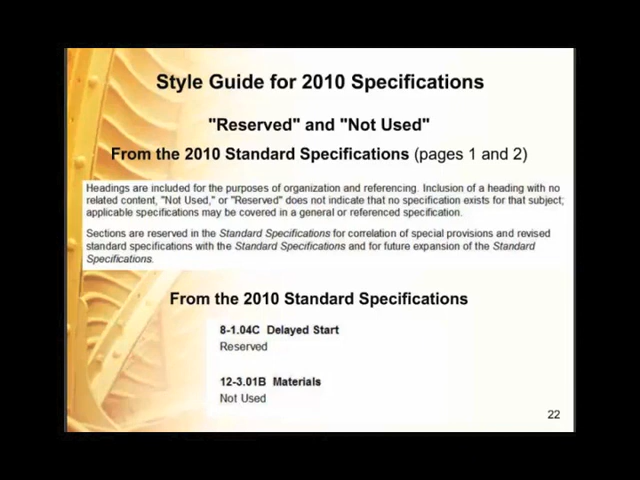 Style Guide for 2010 Specifications
"Reserved" and "Not Used"
From the 2010 Standard Specifications (pages 1 and 2)
Headings are included for the purposes of organization and referencing. Inclusion of a heading with no
related content, "Not Used," or "Reserved" does not indicate that no specification exists for that subject;
applicable specifications may be covered in a general or referenced specification.
Sections are reserved in the Standard Specifications for correlation of special provisions and revised
standard specifications with the Standard Specifications and for future expansion of the Standard
Specifications.
From the 2010 Standard Specifications
8-1.04C Delayed Start
Reserved
12-3.01B Materials
Not Used
22